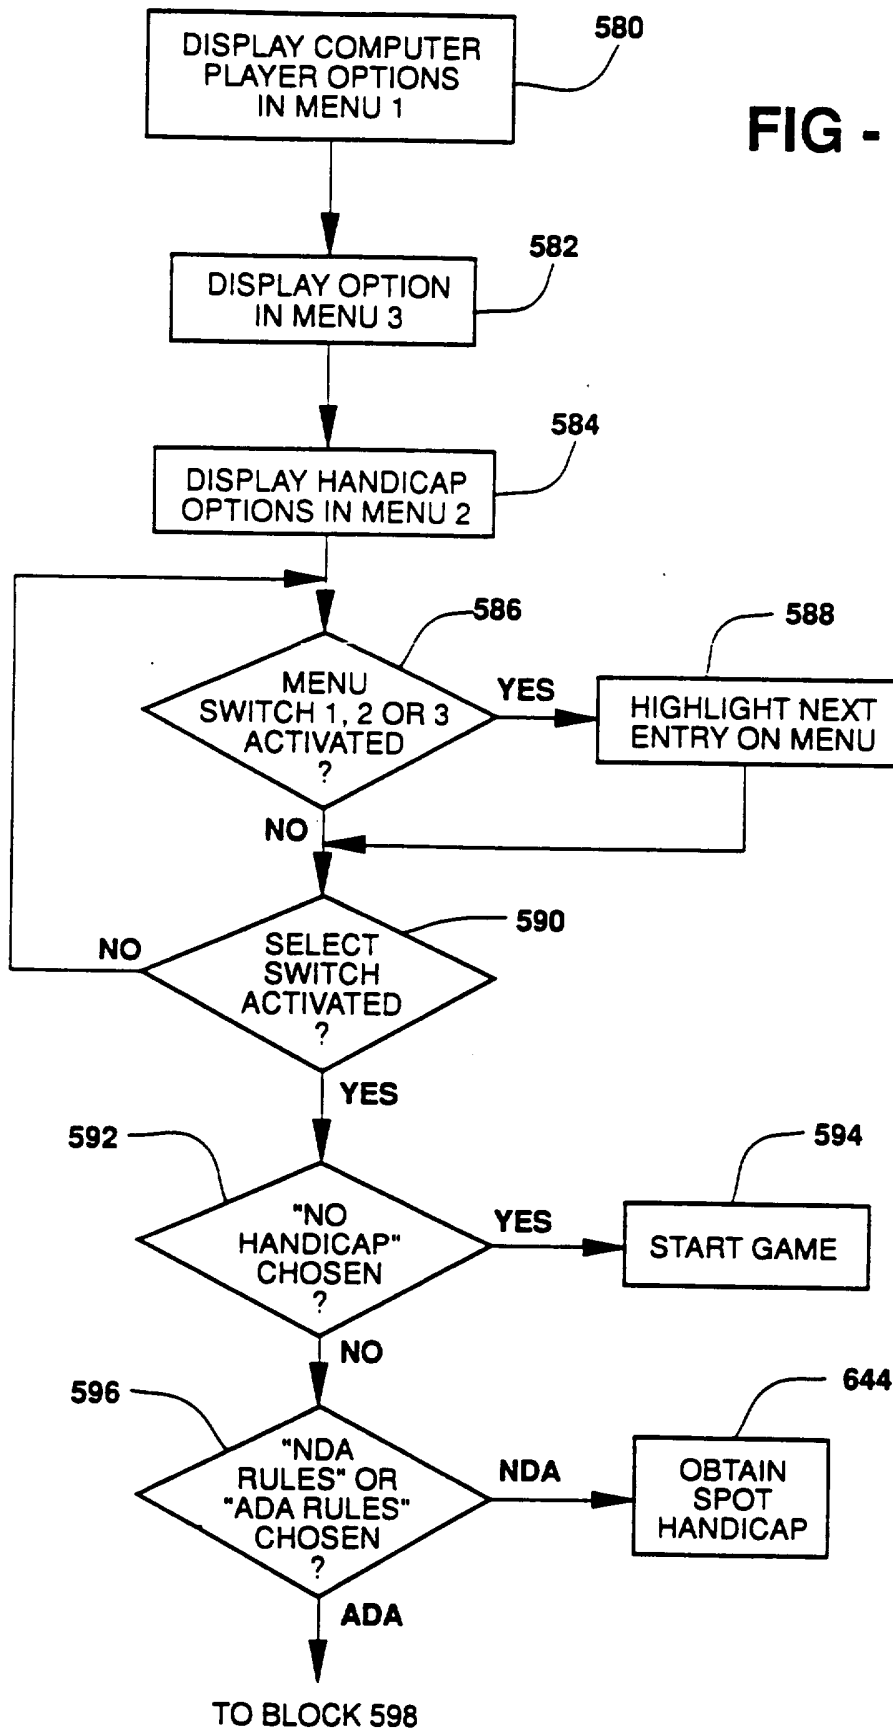 DISPLAY COMPUTER
PLAYER OPTIONS
IN MENU 1
580
FIG -
DISPLAY OPTION
IN MENU 3
582
DISPLAY HANDICAP
OPTIONS IN MENU 2
584
MENU
SWITCH 1, 2 OR 3
ACTIVATED
?
586
YES
588
HIGHLIGHT NEXT
ENTRY ON MENU
NO
SELECT
SWITCH
ACTIVATED
?
590
NO
YES
592
"NO
HANDICAP"
CHOSEN
?
YES
594
START GAME
NO
596
"NDA
RULES" OR
"ADA RULES"
CHOSEN
?
NDA
644
OBTAIN
SPOT
HANDICAP
ADA
TO BLOCK 598